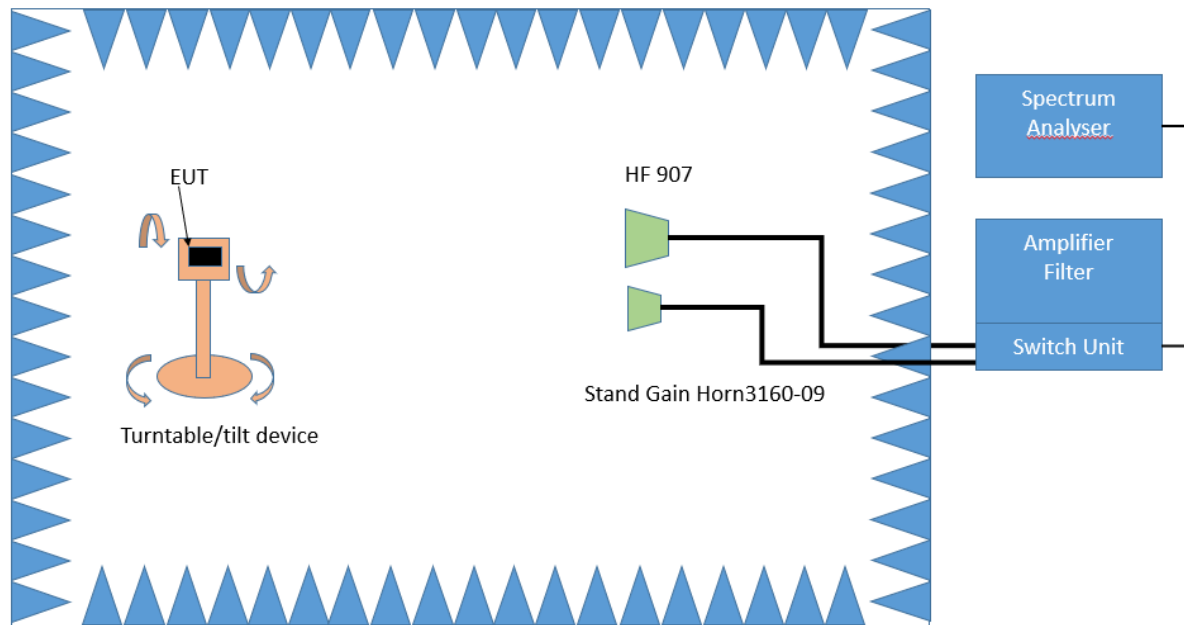 Spectrum
Analyser
EUT
HF 907
Amplifier
Filter
Switch Unit
Stand Gain Horn3160-09
Turntable/tilt device